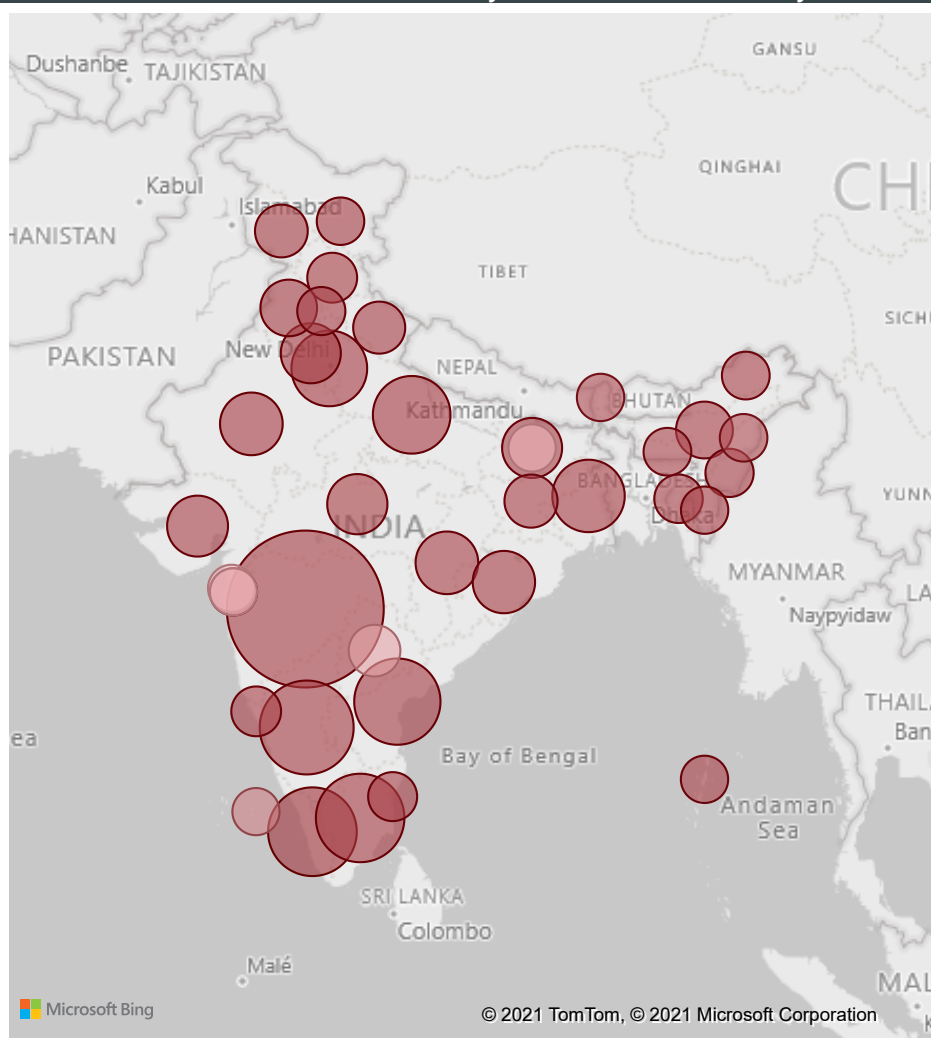 GANSU
Dushanbe
TAJIKISTAN
QINGHAI
Kabul
CHI
Islamabad
HANISTAN
TIBET
SICHU
New Delhi
PAKISTAN
NEPAL
BHUTAN
Kathmandu
BANGLADESH
YUNN
Dhaka
INDIA
MYANMAR
LA
Naypyidaw
THAIL
Ban
ea
Bay of Bengal
Andaman
Sea
SRI LANKA
Colombo
Malé
MAL
K
Microsoft Bing
© 2021 TomTom, © 2021 Microsoft Corporation